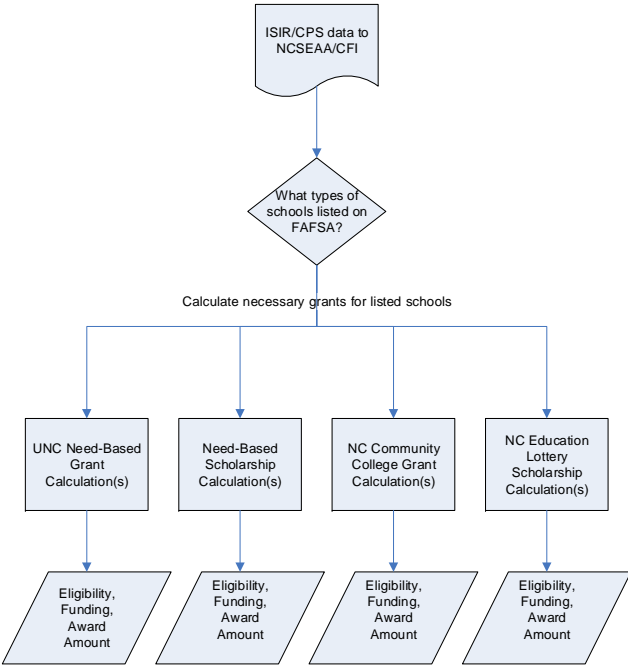 ISIR/CPS data to
NCSEAA/CFI
What types of
schools listed on
FAFSA?
Calculate necessary grants for listed schools
UNC Need-Based
Grant
Calculation(s)
Need-Based
Scholarship
Calculation(s)
NC Community
College Grant
Calculation(s)
NC Education
Lottery
Scholarship
Calculation(s)
Eligibility,
Funding,
Award
Amount
Eligibility,
Funding,
Award
Amount
Eligibility,
Funding,
Award
Amount
Eligibility,
Funding,
Award
Amount